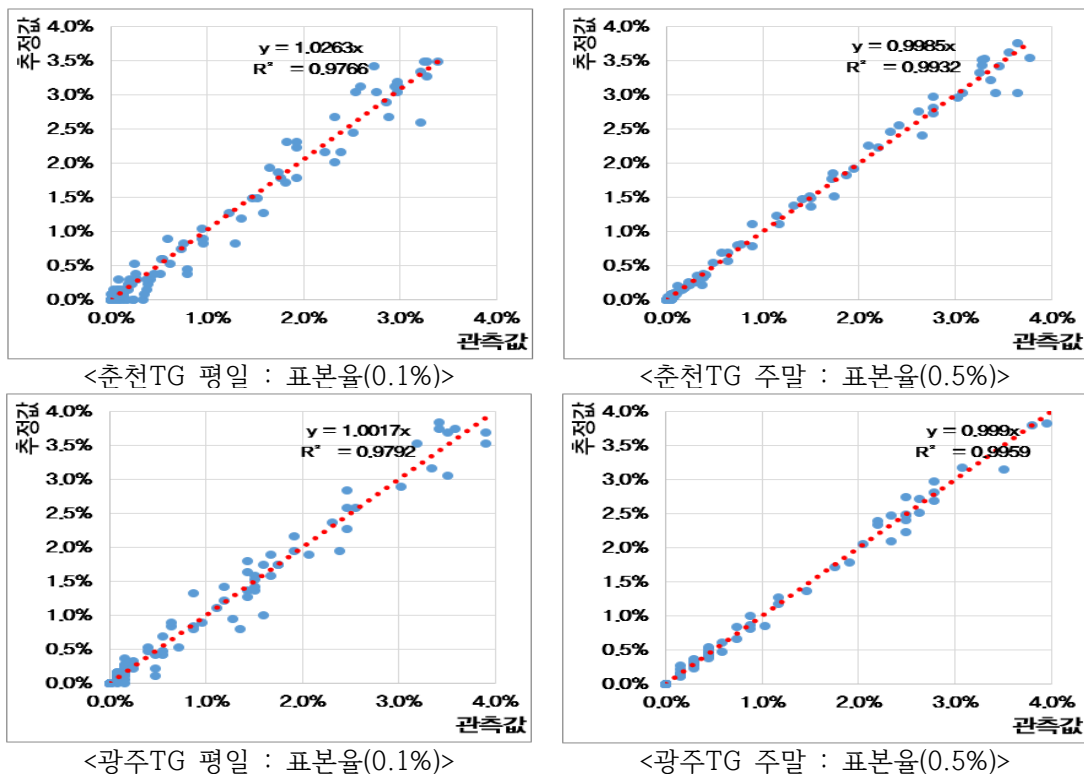 추정값
4.0%
3.5%
3.0%
2.5%
2.0%
1.5%
1.0%
0.5%
0.0%
y = 1.0263x
R² = 0.9766
0.0% 1.0% 2.0% 3.0% 4.0%
관측값
<춘천TG 평일 : 표본율(0.1%)>
추정값
4.0%
3.5%
3.0%
2.5%
2.0%
1.5%
1.0%
0.5%
0.0%
y = 0.9985x
R² = 0.9932
0.0% 1.0% 2.0% 3.0% 4.0%
관측값
<춘천TG 주말 : 표본율(0.5%)>
추정값
4.0%
3.5%
3.0%
2.5%
2.0%
1.5%
1.0%
0.5%
0.0%
y = 1.0017x
R² = 0.9792
0.0% 1.0% 2.0% 3.0% 4.0%
관측값
<광주TG 평일 : 표본율(0.1%)>
추정값
4.0%
3.5%
3.0%
2.5%
2.0%
1.5%
1.0%
0.5%
0.0%
y = 0.999x
R² = 0.9959
0.0% 1.0% 2.0% 3.0% 4.0%
관측값
<광주TG 주말 : 표본율(0.5%)>